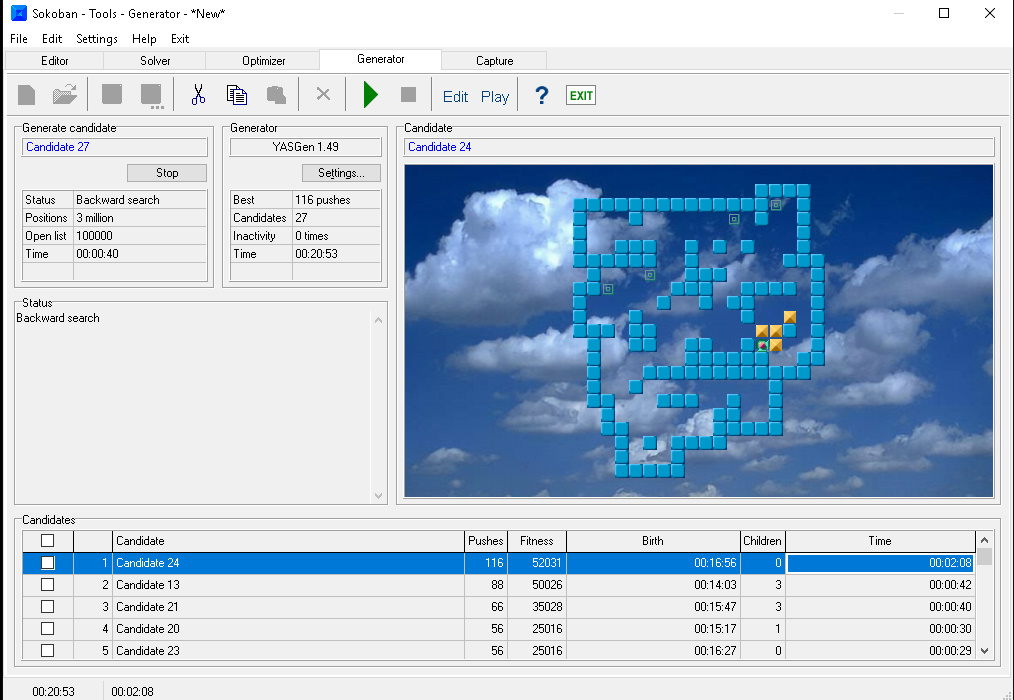 Sokoban - Tools - Generator - *New*
File Edit Settings Help Exit
Editor Solver Optimizer Generator Capture
Edit Play ? EXIT
Generate candidate
Candidate 27
Stop
Status Backward search
Positions 3 million
Open list 100000
Time 00:00:40
Generator
YASGen 1.49
Settings...
Best 116 pushes
Candidates 27
Inactivity 0 times
Time 00:20:53
Candidate
Candidate 24
Status
Backward search
Candidates
Candidate Pushes Fitness Birth Children Time
1 Candidate 24 116 52031 00:16:56 0 00:02:08
2 Candidate 13 88 50026 00:14:03 3 00:00:42
3 Candidate 21 66 35028 00:15:47 3 00:00:40
4 Candidate 20 56 25016 00:15:17 1 00:00:30
5 Candidate 23 56 25016 00:16:27 0 00:00:29
00:20:53 00:02:08